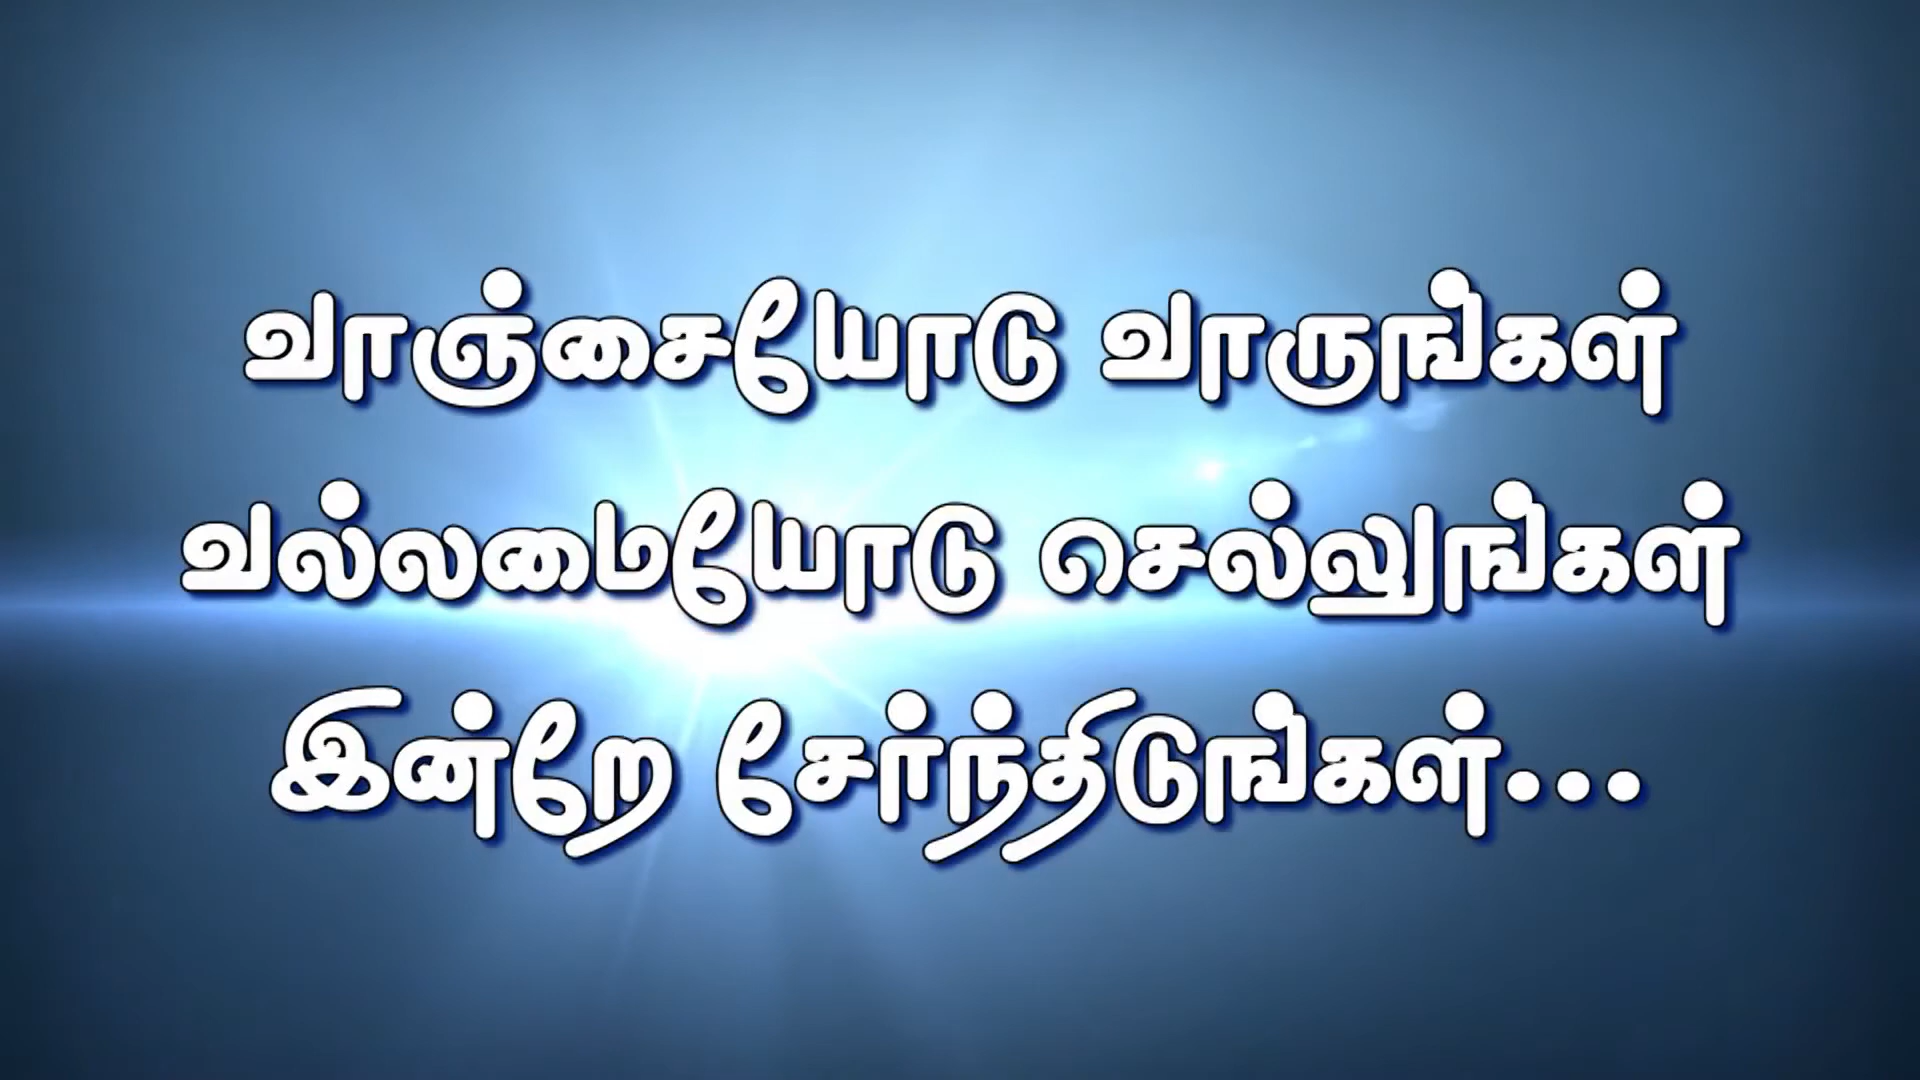 வாஞ்சையோடு வாருங்கள்
வல்லமையோடு செல்லுங்கள்
இன்றே சேர்ந்திடுங்கள்...